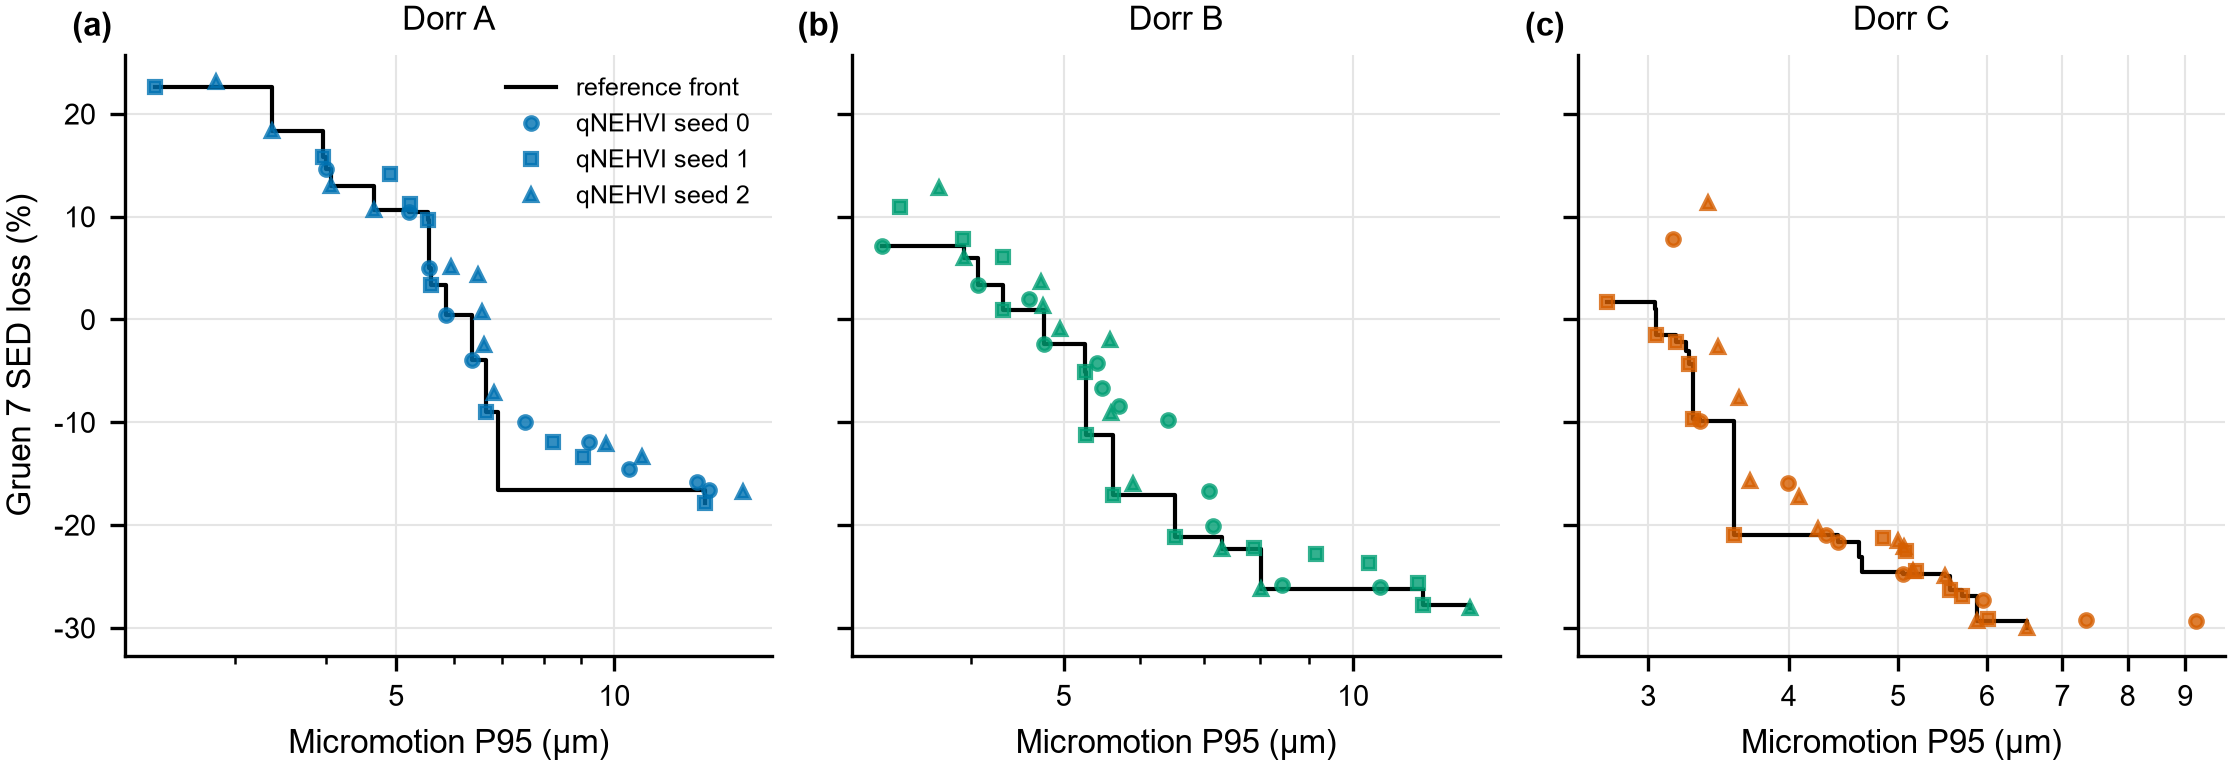 (a) Dorr A
(b) Dorr B
(c) Dorr C
reference front
qNEHVI seed 0
qNEHVI seed 1
qNEHVI seed 2
Gruen 7 SED loss (%)
20
10
0
-10
-20
-30
5 10
5 10
3 4 5 6 7 8 9
Micromotion P95 (µm)
Micromotion P95 (µm)
Micromotion P95 (µm)